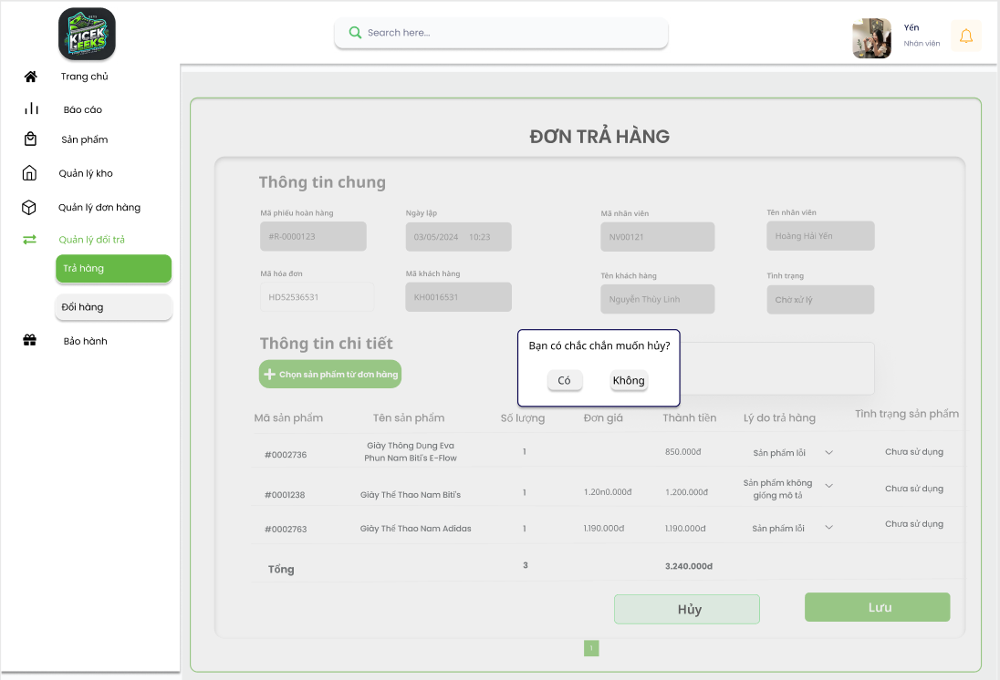 BITI'S
KICEK
GEEKS
Search here...
Yến
Nhân viên
Trang chủ
Báo cáo
Sản phẩm
Quản lý kho
Quản lý đơn hàng
Quản lý đổi trả
Trả hàng
Đổi hàng
Bảo hành
ĐƠN TRẢ HÀNG
Thông tin chung
Mã phiếu hoàn hàng
Ngày lập
Mã nhân viên
Tên nhân viên
#R-0000123
03/05/2024 10:23
NV00121
Hoàng Hải Yến
Mã hóa đơn
Mã khách hàng
Tên khách hàng
Tình trạng
HD52536531
KH0016531
Nguyễn Thùy Linh
Chờ xử lý
Thông tin chi tiết
Chọn sản phẩm từ đơn hàng
Bạn có chắc chắn muốn hủy?
Có
Không
Mã sản phẩm
Tên sản phẩm
Số lượng
Đơn giá
Thành tiền
Lý do trả hàng
Tình trạng sản phẩm
#0002736
Giày Thông Dụng Eva
Phun Nam Biti's E-Flow
1
850.000đ
Sản phẩm lỗi
Chưa sử dụng
#0001238
Giày Thể Thao Nam Biti's
1
1.20n0.000đ
1.200.000đ
Sản phẩm không
giống mô tả
Chưa sử dụng
#0002763
Giày Thể Thao Nam Adidas
1
1.190.000đ
1.190.000đ
Sản phẩm lỗi
Chưa sử dụng
Tổng
3
3.240.000đ
Hủy
Lưu
1